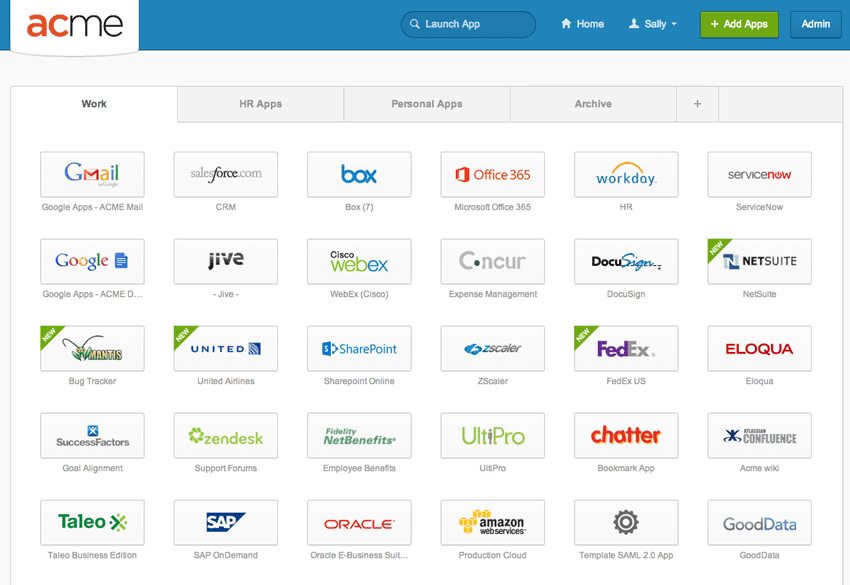 acme
Launch App
Home
Sally
+ Add Apps
Admin
Work
HR Apps
Personal Apps
Archive
+
Gmail
by Google
salesforce.com
box
Office 365
workday
servicenow
Google Apps - ACME Mail
CRM
Box (7)
Microsoft Office 365
HR
ServiceNow
Google
jive
Cisco
webex
Concur
DocuSign
NEW
NETSUITE
Google Apps - ACME D...
- Jive -
WebEx (Cisco)
Expense Management
DocuSign
NetSuite
NEW
MANTIS
NEW
UNITED
SharePoint
zscaler
NEW
FedEx
ELOQUA
Bug Tracker
United Airlines
Sharepoint Online
ZScaler
FedEx US
Eloqua
SuccessFactors
zendesk
Fidelity
NetBenefits
UltiPro
chatter
ATLASSIAN
CONFLUENCE
Goal Alignment
Support Forums
Employee Benefits
UltiPro
Bookmark App
Acme wiki
Taleo
SAP
ORACLE
amazon
webservices
GoodData
Taleo Business Edition
SAP OnDemand
Oracle E-Business Suit...
Production Cloud
Template SAML 2.0 App
GoodData